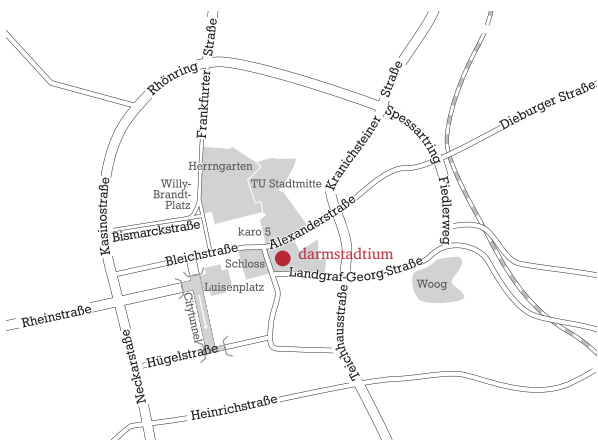 Rhönring
Frankfurter Straße
Kranichsteiner Straße
Spessartring
Dieburger Straße
Herrngarten
TU Stadtmitte
Willy-
Brandt-
Platz
Kasinostraße
Fiedlerweg
Bismarckstraße
karo 5
Alexanderstraße
Bleichstraße
darmstadtium
Schloss
Landgraf-Georg-Straße
Luisenplatz
Woog
Citytunnel
Rheinstraße
Teichhausstraße
Neckarstraße
Hügelstraße
Heinrichstraße